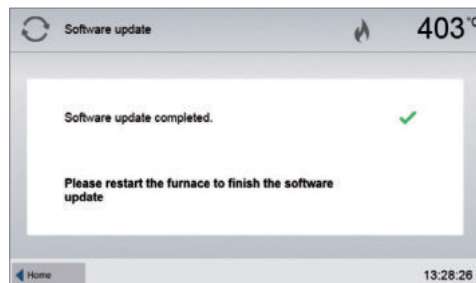 Software update
403°C
Software update completed.
Please restart the furnace to finish the software
update
Home
13:28:26